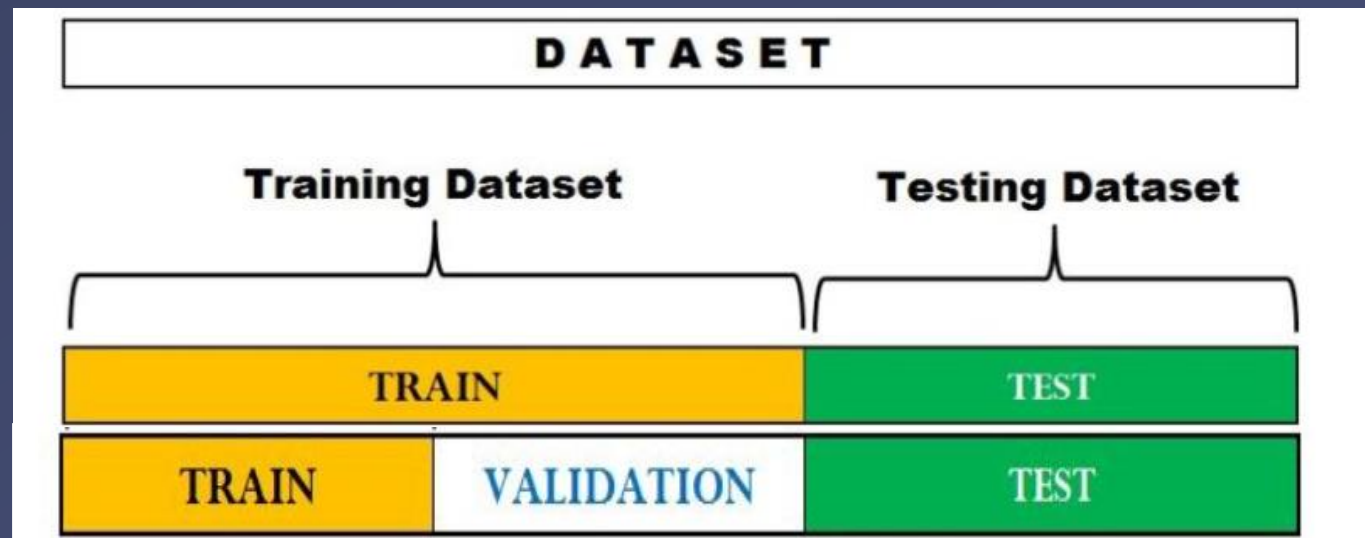 DATASET
Training Dataset Testing Dataset
TRAIN TEST
TRAIN VALIDATION TEST